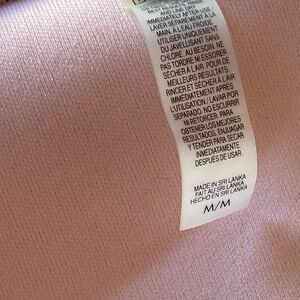 IMMEDIATELY AFTER USE.
LAVER SÉPARÉMENT À LA
MAIN, À L'EAU FROIDE.
UTILISER UNIQUEMENT
DU JAVELLISANT SANS
CHLORE, AU BESOIN. NE
PAS TORDRE NI ESSORER.
SÉCHER À L'AIR. POUR DE
MEILLEURS RÉSULTATS,
RINCER ET SÉCHER À L'AIR
IMMÉDIATEMENT APRÈS
UTILISATION. / LAVAR POR
SEPARADO. NO ESCURRIR
NI RETORCER. PARA
OBTENER LOS MEJORES
RESULTADOS, ENJUAGAR
Y TENDER PARA SECAR
INMEDIATAMENTE
DESPUÉS DE USAR.
MADE IN SRI LANKA
FAIT AU SRI LANKA
HECHO EN SRI LANKA
M/M